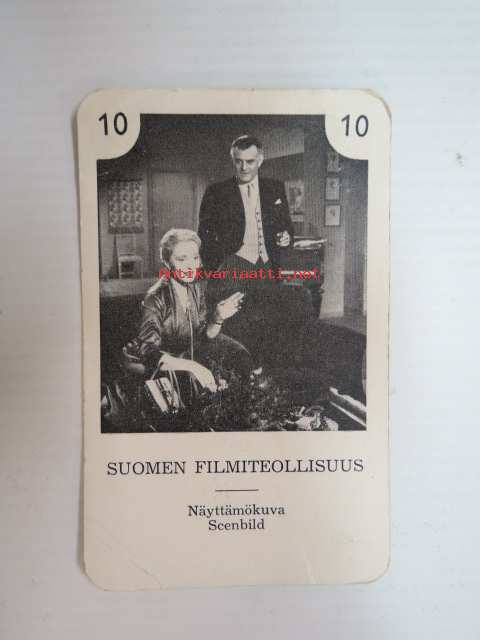 10 10
Antikvariaatti.net
SUOMEN FILMITEOLLISUUS
Näyttämökuva
Scenbild